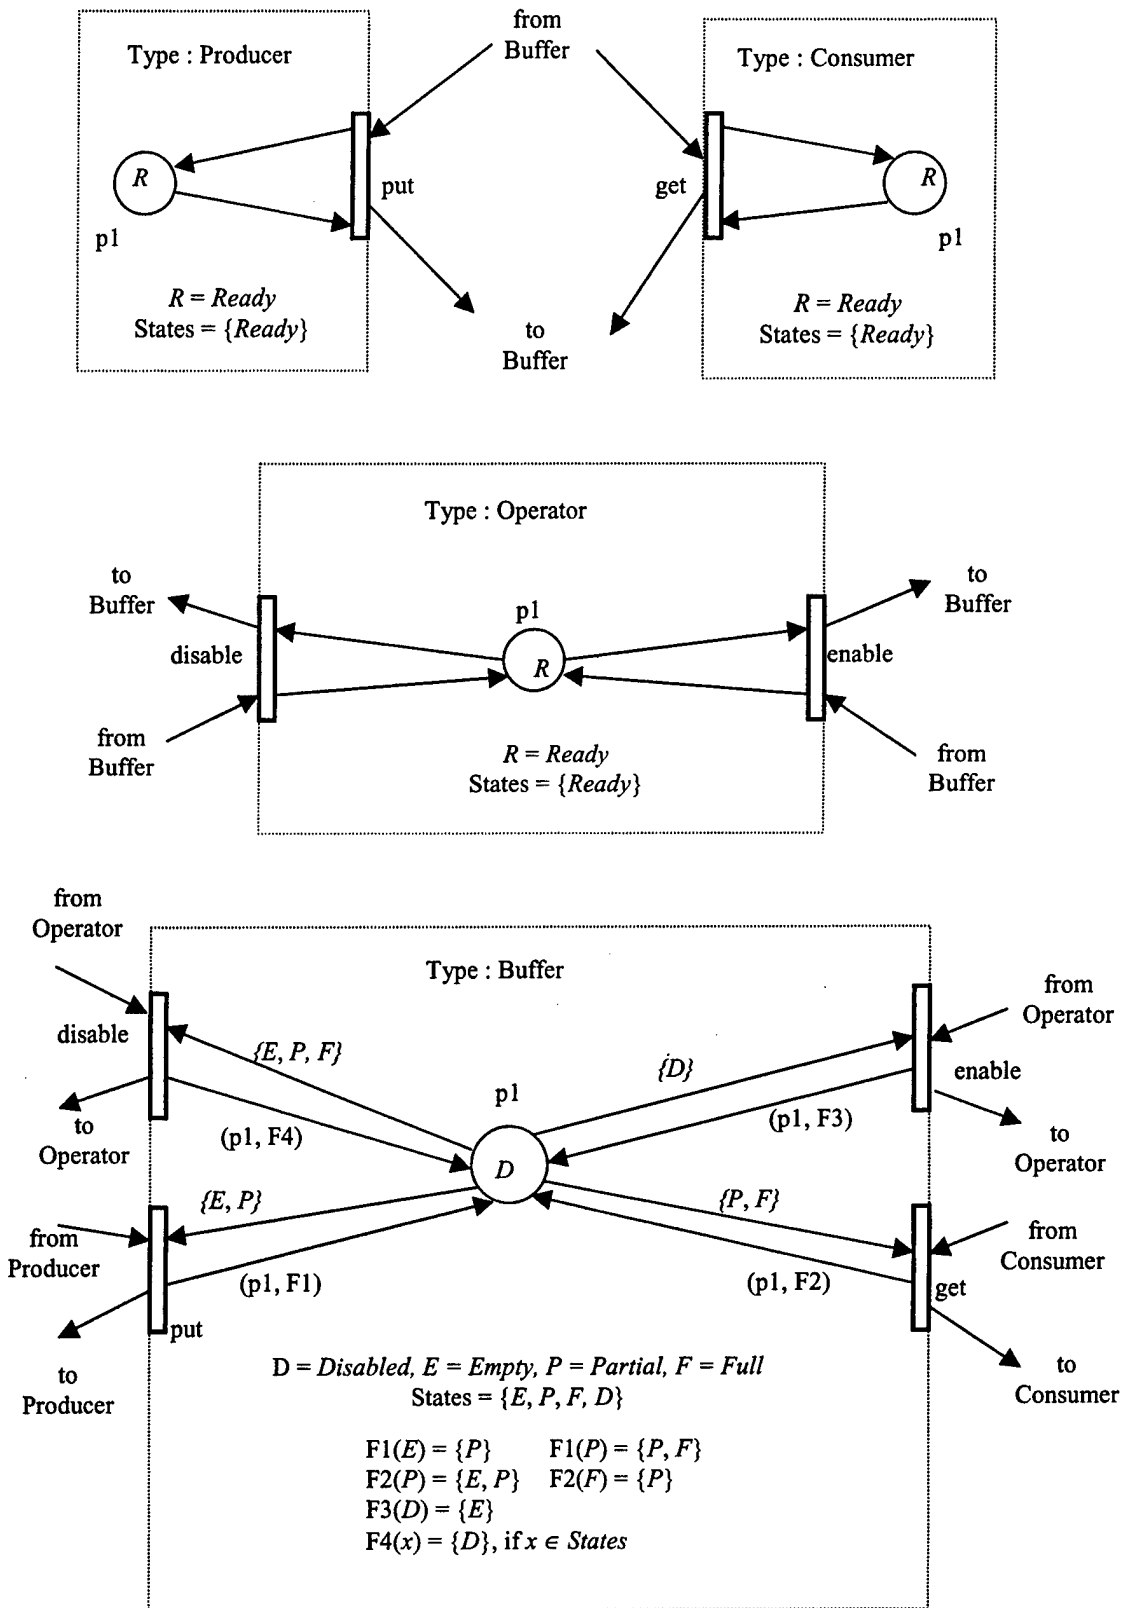 Type : Producer
from
Buffer
Type : Consumer
R
put
get
R
p1
p1
R = Ready
States = {Ready}
to
Buffer
R = Ready
States = {Ready}
Type : Operator
to
Buffer
p1
to
Buffer
disable
R
enable
from
Buffer
R = Ready
States = {Ready}
from
Buffer
from
Operator
Type : Buffer
from
Operator
disable
{E, P, F}
{D}
enable
p1
to
Operator
(p1, F4)
(p1, F3)
to
Operator
D
{E, P}
{P, F}
from
Producer
from
Consumer
(p1, F1)
(p1, F2)
get
put
to
Producer
to
Consumer
D = Disabled, E = Empty, P = Partial, F = Full
States = {E, P, F, D}
F1(E) = {P} F1(P) = {P, F}
F2(P) = {E, P} F2(F) = {P}
F3(D) = {E}
F4(x) = {D}, if x ∈ States